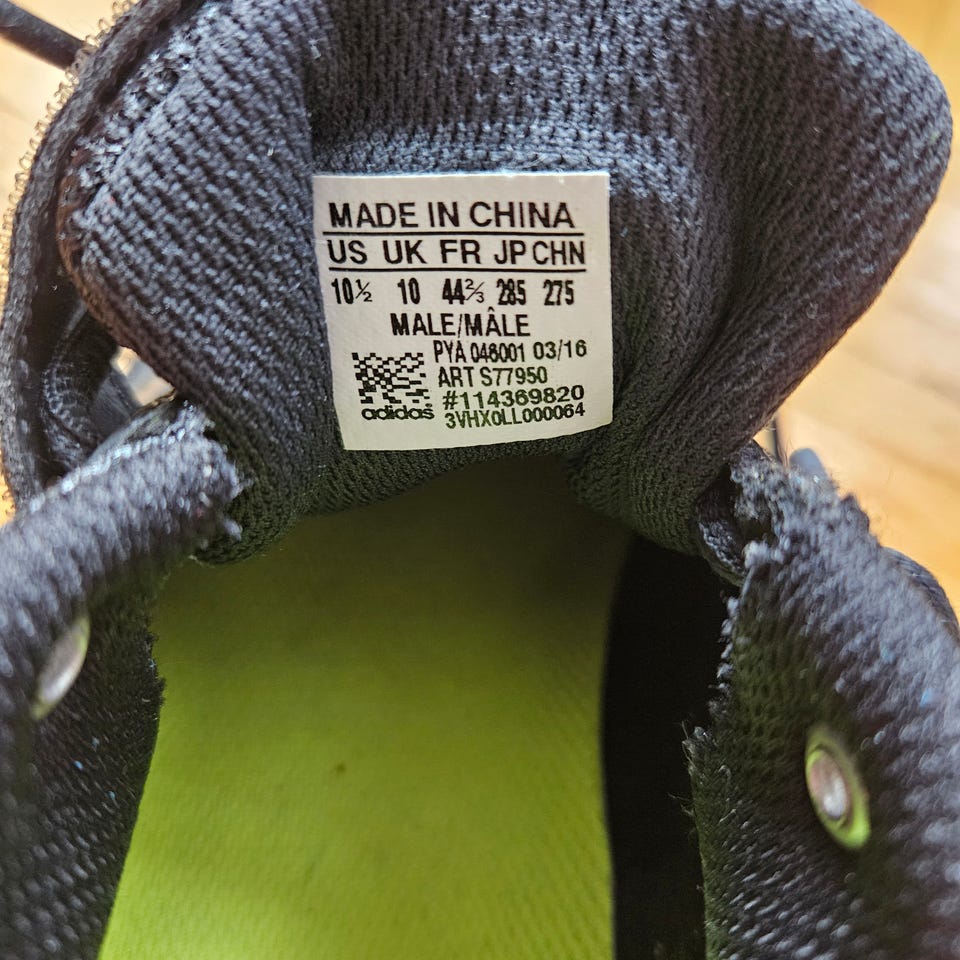 MADE IN CHINA
US UK FR JP CHN
10½ 10 44⅔ 285 275
MALE/MÂLE
PYA 046001 03/16
ART S77950
#114369820
adidas 3VHX0LL000064